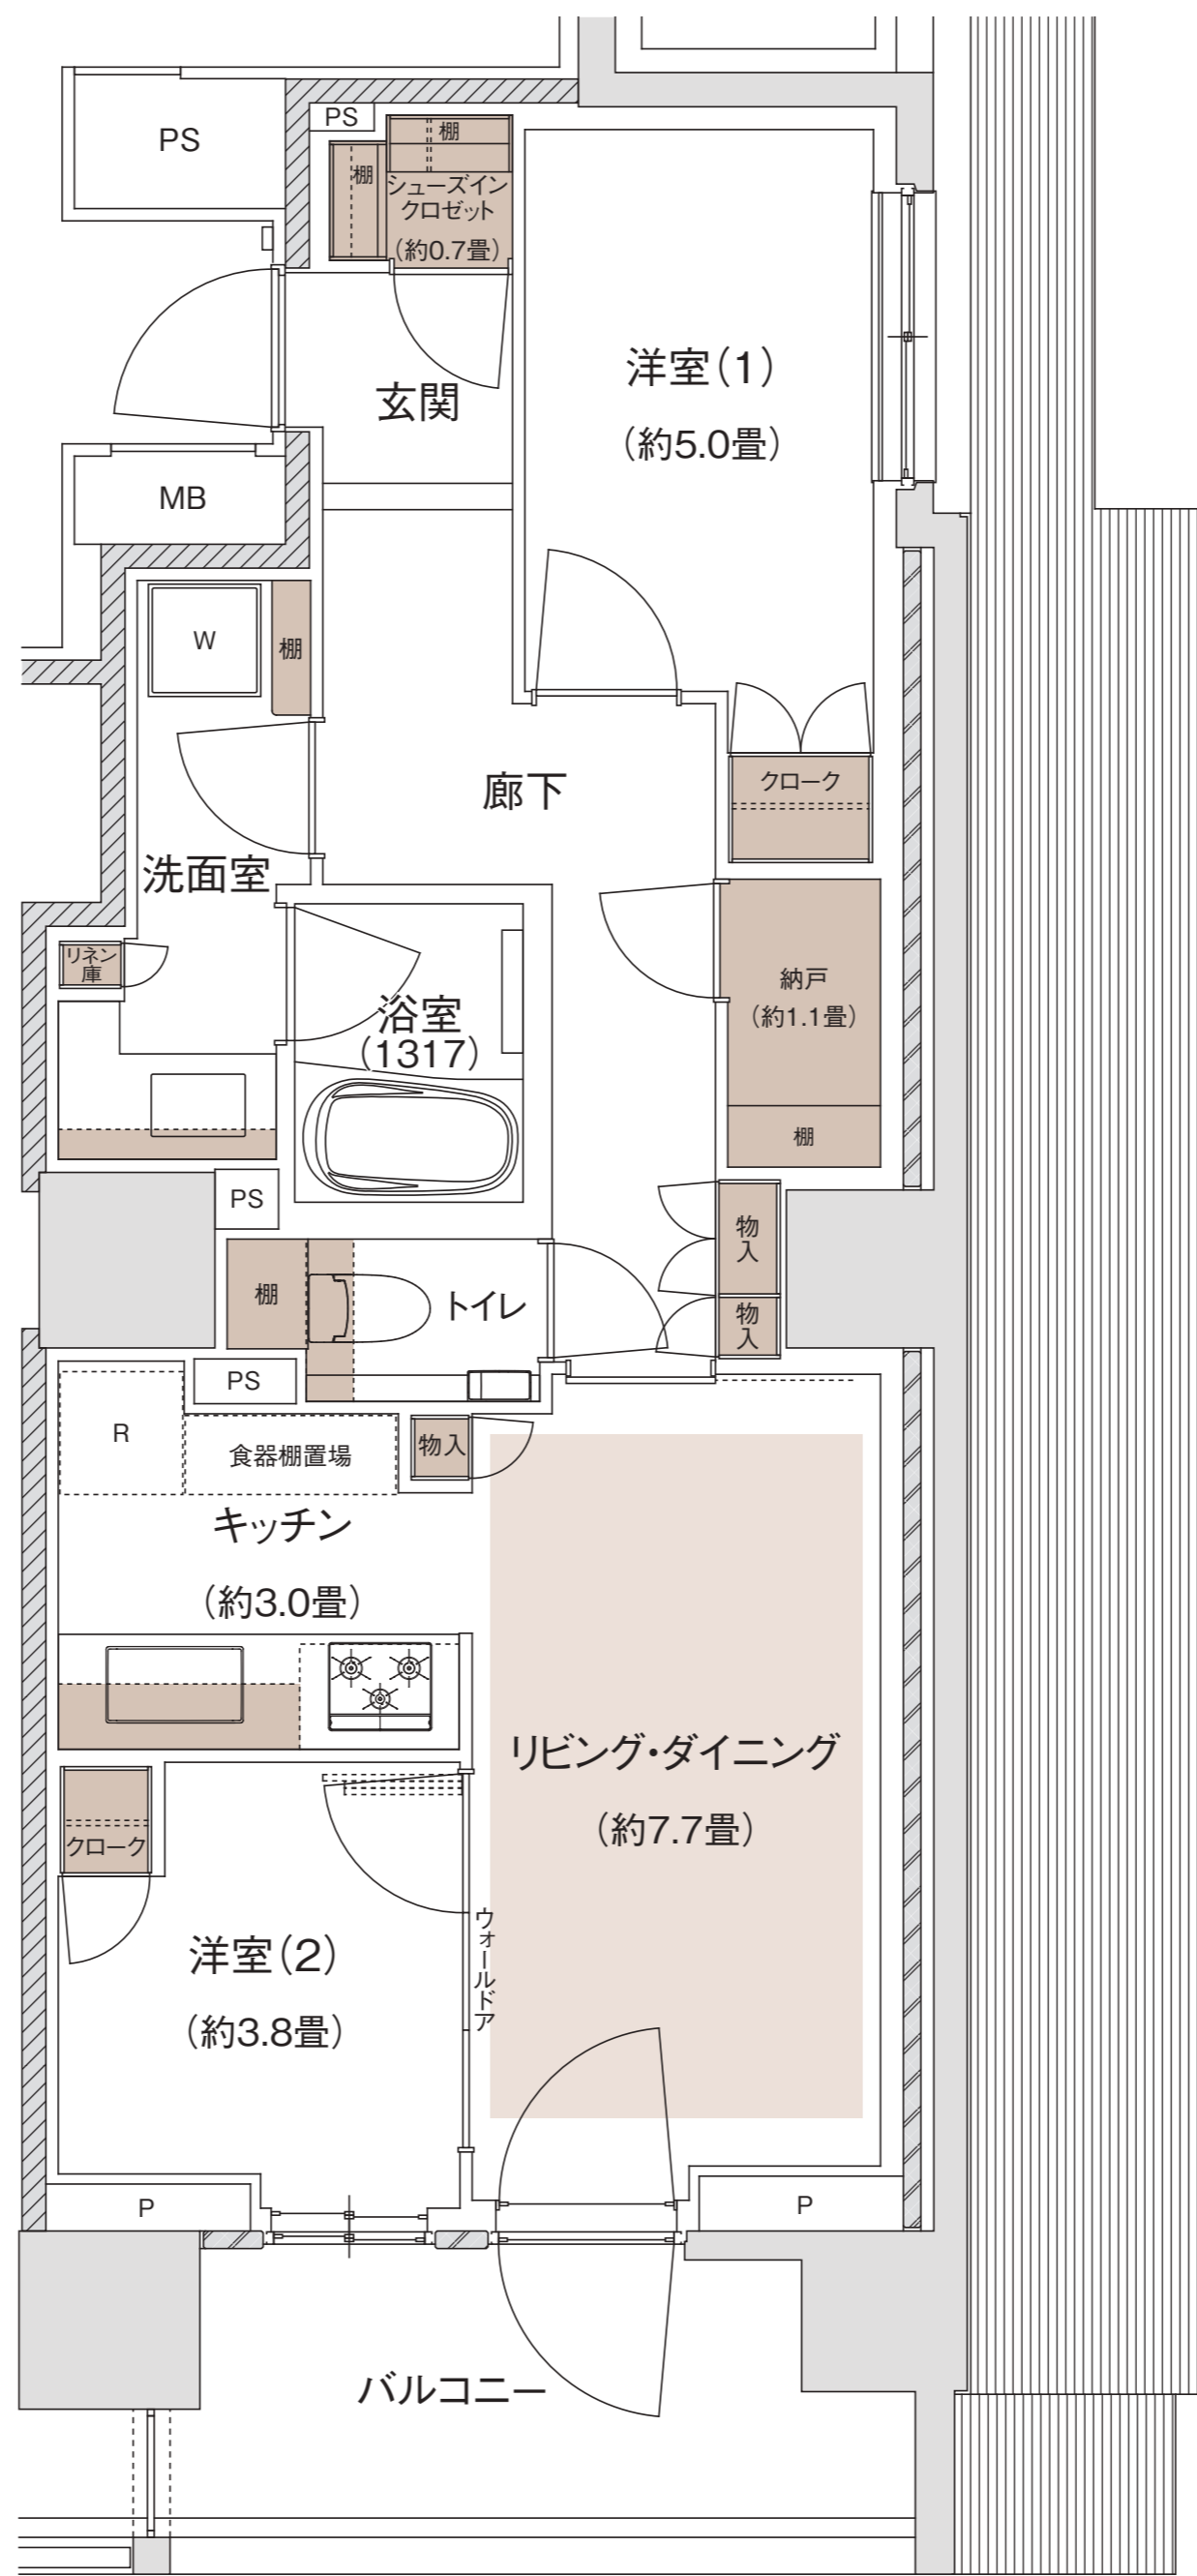 PS
PS
棚
棚
シューズイン
クロゼット
（約0.7畳）
洋室（1）
（約5.0畳）
玄関
MB
W
棚
廊下
クローク
洗面室
リネン
庫
浴室
（1317）
納戸
（約1.1畳）
棚
PS
物入
棚
トイレ
物入
PS
R
食器棚置場
物入
キッチン
（約3.0畳）
リビング・ダイニング
（約7.7畳）
クローク
ウォールドア
洋室（2）
（約3.8畳）
P
P
バルコニー